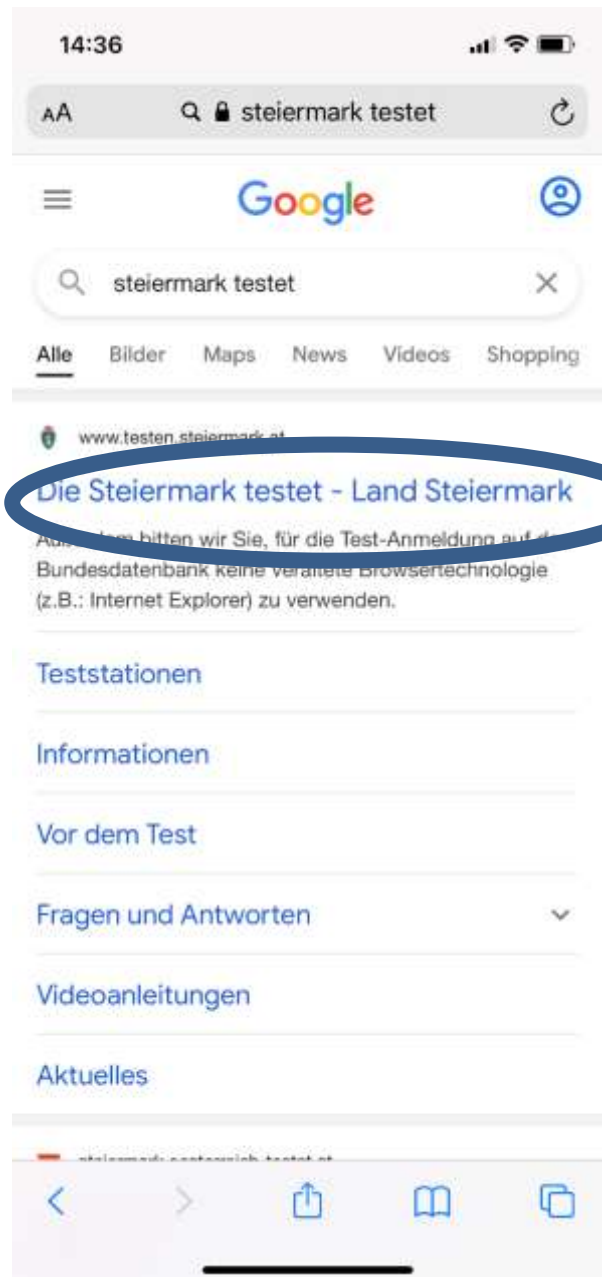 14:36
AA steiermark testet
Google
steiermark testet
Alle Bilder Maps News Videos Shopping
www.testen.steiermark.at
Die Steiermark testet - Land Steiermark
bitten wir Sie, für die Test-Anmeldung auf
Bundesdatenbank keine veraltete Browsertechnologie
(z.B.: Internet Explorer) zu verwenden.
Teststationen
Informationen
Vor dem Test
Fragen und Antworten
Videoanleitungen
Aktuelles